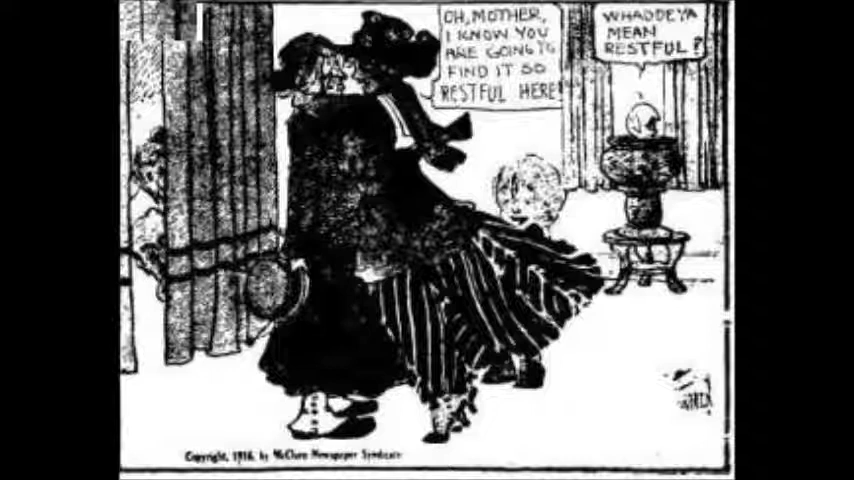 OH, MOTHER,
I KNOW YOU
ARE GOING TO
FIND IT SO
RESTFUL HERE!
WHADDEYA
MEAN
RESTFUL?
Copyright, 1916, by McClure Newspaper Syndicate